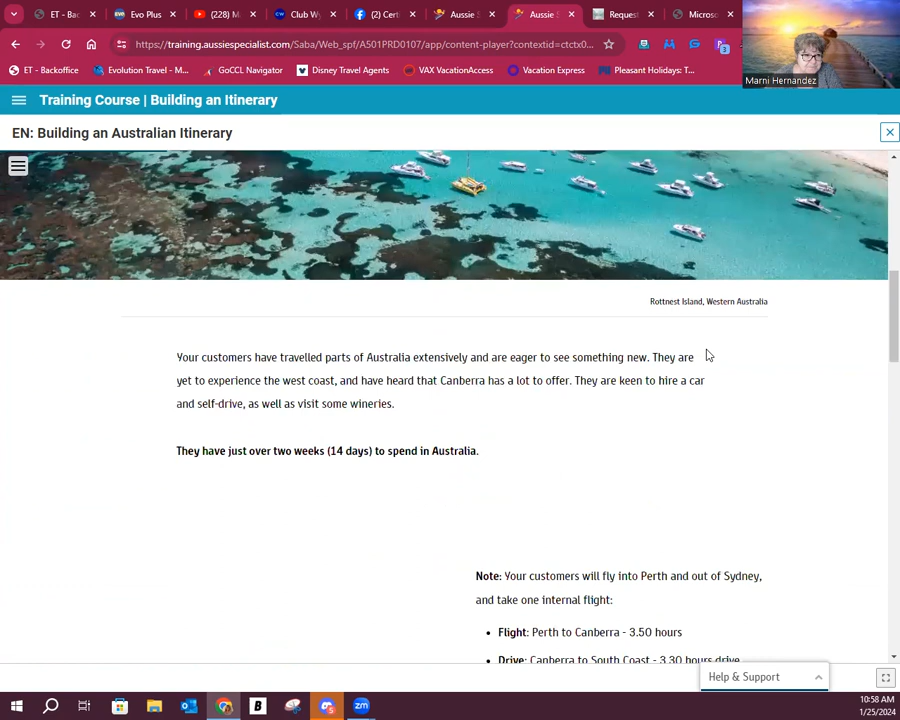 ET - Bac
Evo Plus
(228) M
Club W
(2) Cert
Aussie S
Aussie S
Request
Microso
https://training.aussiespecialist.com/Saba/Web_spf/A501PRD0107/app/content-player?contextid=ctctx0...
ET - Backoffice
Evolution Travel - M...
GoCCL Navigator
Disney Travel Agents
VAX VacationAccess
Vacation Express
Pleasant Holidays: T...
Marni Hernandez
Training Course | Building an Itinerary
EN: Building an Australian Itinerary
Rottnest Island, Western Australia
Your customers have travelled parts of Australia extensively and are eager to see something new. They are
yet to experience the west coast, and have heard that Canberra has a lot to offer. They are keen to hire a car
and self-drive, as well as visit some wineries.
They have just over two weeks (14 days) to spend in Australia.
Note: Your customers will fly into Perth and out of Sydney,
and take one internal flight:
• Flight: Perth to Canberra - 3.50 hours
• Drive: Canberra to South Coast - 3.30 hours drive
Help & Support
10:58 AM
1/25/2024